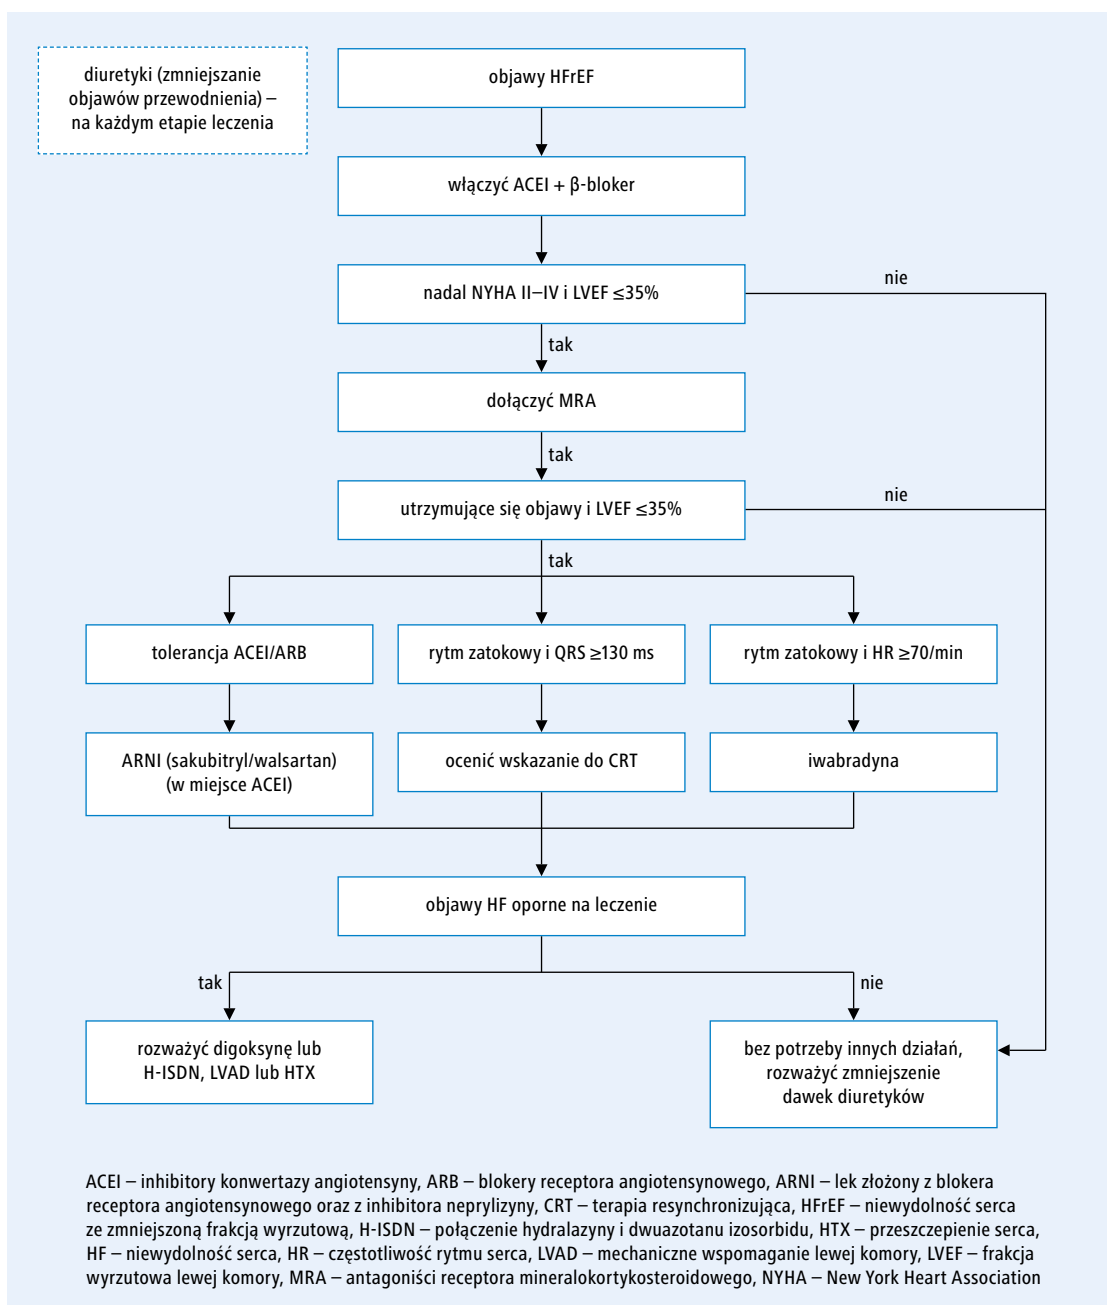 diuretyki (zmniejszanie
objawów przewodnienia) –
na każdym etapie leczenia
objawy HFrEF
włączyć ACEI + β-bloker
nadal NYHA II–IV i LVEF ≤35%
nie
tak
dołączyć MRA
tak
utrzymujące się objawy i LVEF ≤35%
nie
tak
tolerancja ACEI/ARB
rytm zatokowy i QRS ≥130 ms
rytm zatokowy i HR ≥70/min
ARNI (sakubitryl/walsartan)
(w miejsce ACEI)
ocenić wskazanie do CRT
iwabradyna
objawy HF oporne na leczenie
tak
nie
rozważyć digoksynę lub
H-ISDN, LVAD lub HTX
bez potrzeby innych działań,
rozważyć zmniejszenie
dawek diuretyków
ACEI – inhibitory konwertazy angiotensyny, ARB – blokery receptora angiotensynowego, ARNI – lek złożony z blokera
receptora angiotensynowego oraz z inhibitora neprylizyny, CRT – terapia resynchronizująca, HFrEF – niewydolność serca
ze zmniejszoną frakcją wyrzutową, H-ISDN – połączenie hydralazyny i dwuazotanu izosorbidu, HTX – przeszczepienie serca,
HF – niewydolność serca, HR – częstotliwość rytmu serca, LVAD – mechaniczne wspomaganie lewej komory, LVEF – frakcja
wyrzutowa lewej komory, MRA – antagoniści receptora mineralokortykosteroidowego, NYHA – New York Heart Association